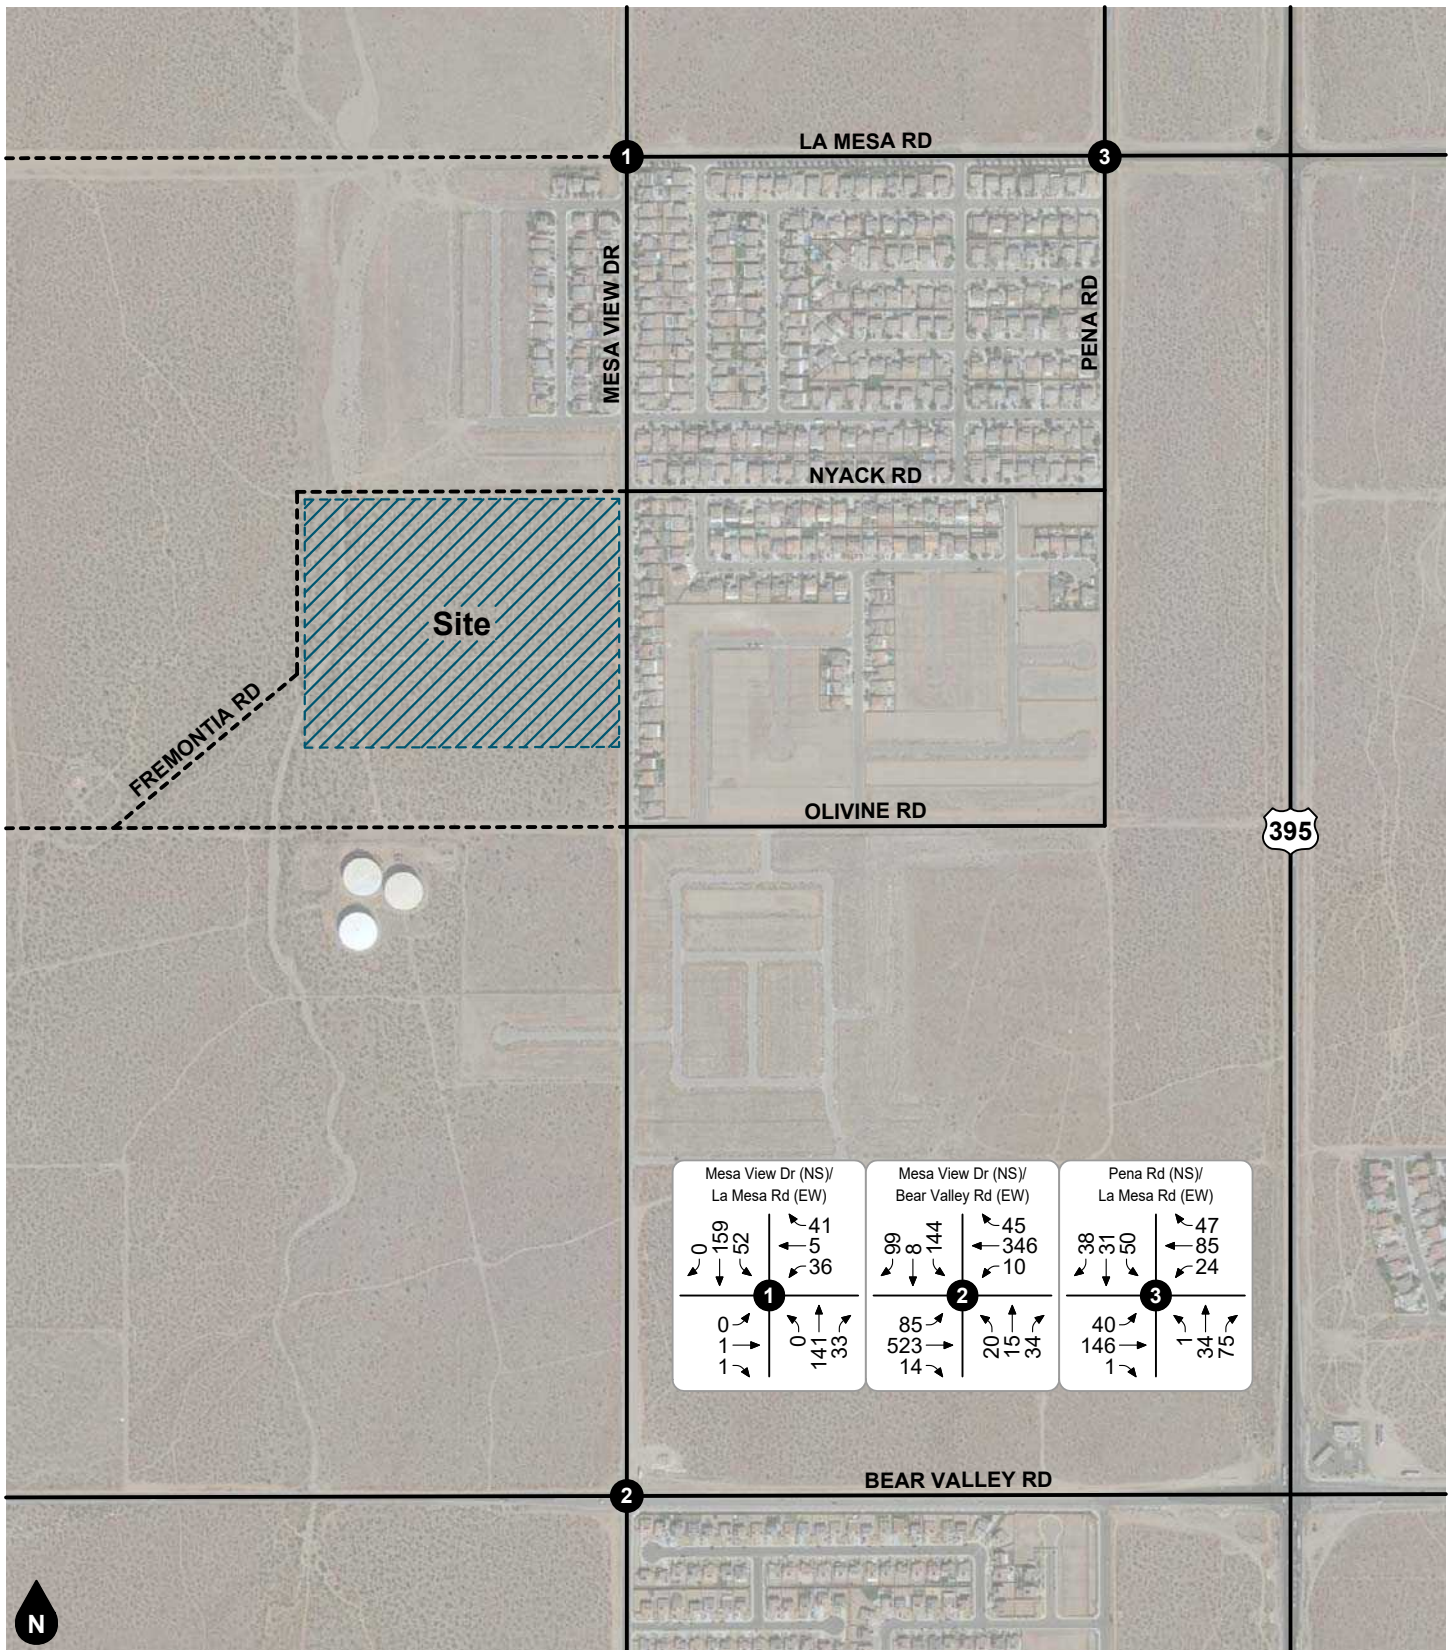 LA MESA RD
1
3
MESA VIEW DR
PENA RD
NYACK RD
Site
FREMONTIA RD
OLIVINE RD
395
Mesa View Dr (NS)/
La Mesa Rd (EW)
0
159
52
41
5
36
1
0
1
1
0
141
33
Mesa View Dr (NS)/
Bear Valley Rd (EW)
99
8
144
45
346
10
2
85
523
14
20
15
34
Pena Rd (NS)/
La Mesa Rd (EW)
38
31
50
47
85
24
3
40
146
1
1
34
75
BEAR VALLEY RD
2
N